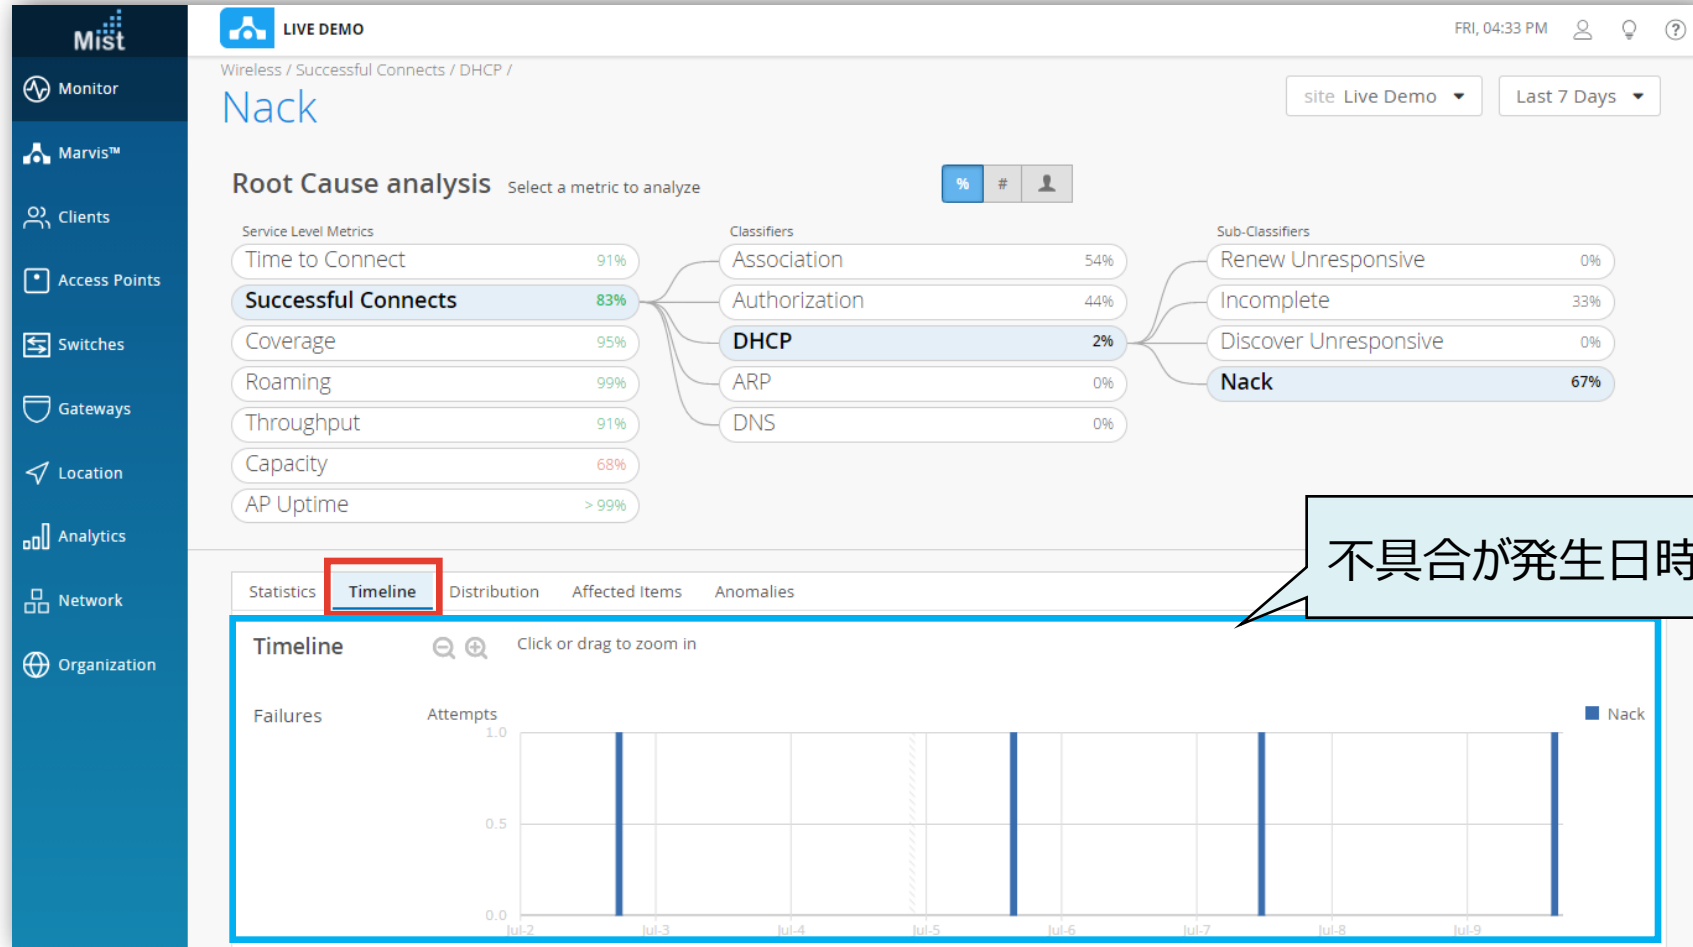 Mist
LIVE DEMO
FRI, 04:33 PM
Monitor
Marvis™
Clients
Access Points
Switches
Gateways
Location
Analytics
Network
Organization
Wireless / Successful Connects / DHCP /
Nack
site Live Demo
Last 7 Days
Root Cause analysis Select a metric to analyze
% #
Service Level Metrics
Time to Connect 91%
Successful Connects 83%
Coverage 95%
Roaming 99%
Throughput 91%
Capacity 68%
AP Uptime > 99%
Classifiers
Association 54%
Authorization 44%
DHCP 2%
ARP 0%
DNS 0%
Sub-Classifiers
Renew Unresponsive 0%
Incomplete 33%
Discover Unresponsive 0%
Nack 67%
不具合が発生日時
Statistics Timeline Distribution Affected Items Anomalies
Timeline Click or drag to zoom in
Failures Attempts Nack
1.0
0.5
0.0
Jul-2 Jul-3 Jul-4 Jul-5 Jul-6 Jul-7 Jul-8 Jul-9